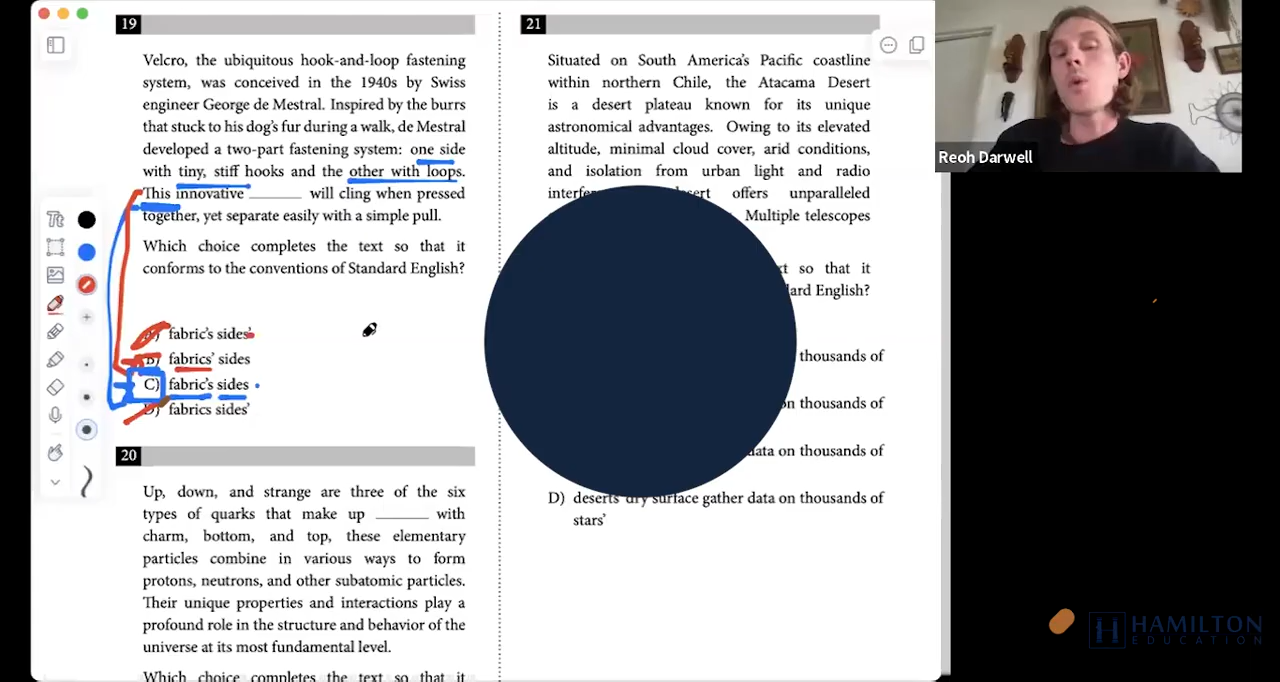 19
Velcro, the ubiquitous hook-and-loop fastening
system, was conceived in the 1940s by Swiss
engineer George de Mestral. Inspired by the burrs
that stuck to his dog's fur during a walk, de Mestral
developed a two-part fastening system: one side
with tiny, stiff hooks and the other with loops.
This innovative ______ will cling when pressed
together, yet separate easily with a simple pull.
Which choice completes the text so that it
conforms to the conventions of Standard English?
A) fabric's sides'
B) fabrics' sides
C) fabric's sides
D) fabrics sides'
20
Up, down, and strange are three of the six
types of quarks that make up ______ with
charm, bottom, and top, these elementary
particles combine in various ways to form
protons, neutrons, and other subatomic particles.
Their unique properties and interactions play a
profound role in the structure and behavior of the
universe at its most fundamental level.
Which choice completes the text so that it
21
Situated on South America's Pacific coastline
within northern Chile, the Atacama Desert
is a desert plateau known for its unique
astronomical advantages. Owing to its elevated
altitude, minimal cloud cover, arid conditions,
and isolation from urban light and radio
offers unparalleled
Multiple telescopes
so that it
English?
thousands of
thousands of
data on thousands of
D) deserts' dry surface gather data on thousands of
stars'
Tt
Reoh Darwell
HAMILTON
EDUCATION